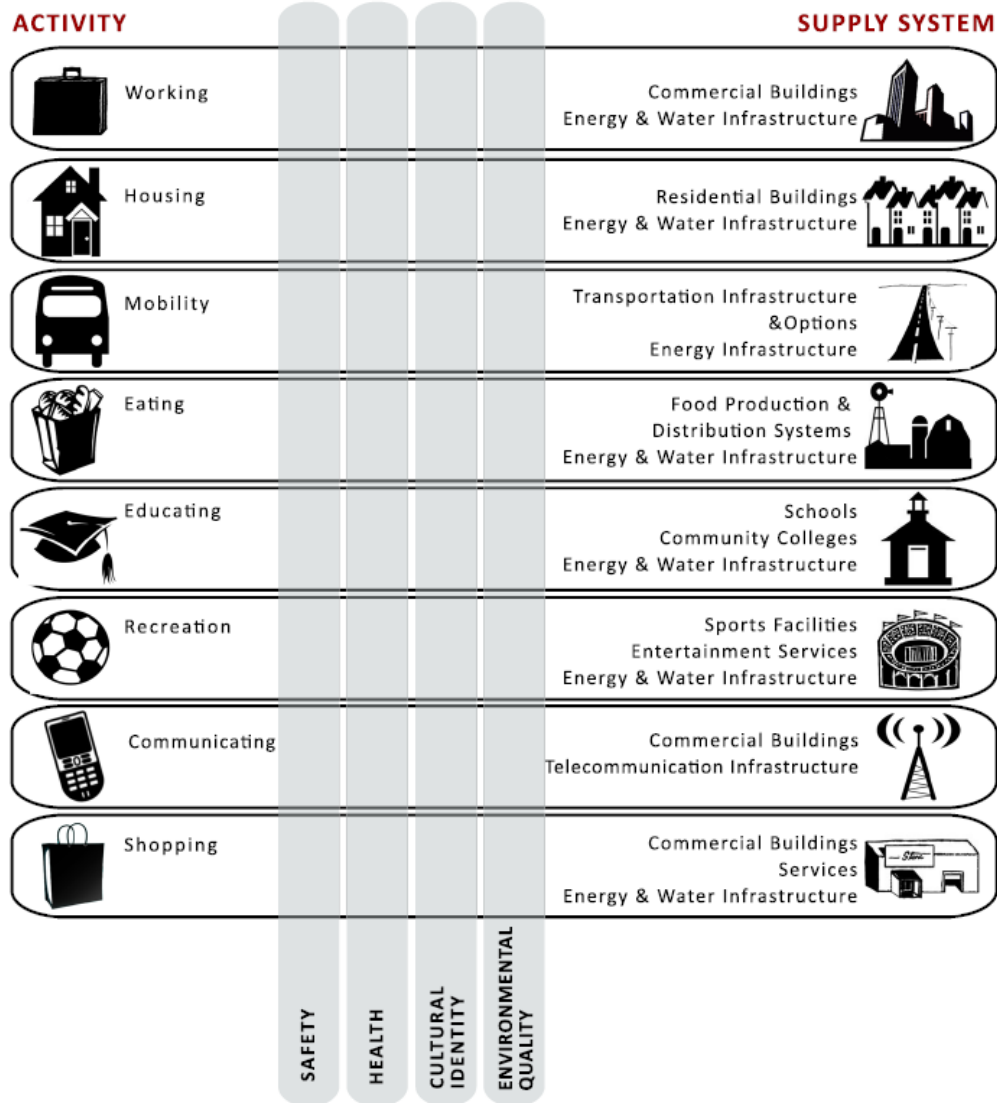 ACTIVITY
SUPPLY SYSTEM
Working
Commercial Buildings
Energy & Water Infrastructure
Housing
Residential Buildings
Energy & Water Infrastructure
Mobility
Transportation Infrastructure
&Options
Energy Infrastructure
Eating
Food Production &
Distribution Systems
Energy & Water Infrastructure
Educating
Schools
Community Colleges
Energy & Water Infrastructure
Recreation
Sports Facilities
Entertainment Services
Energy & Water Infrastructure
Communicating
Commercial Buildings
Telecommunication Infrastructure
Shopping
Commercial Buildings
Services
Energy & Water Infrastructure
Store
SAFETY
HEALTH
CULTURAL
IDENTITY
ENVIRONMENTAL
QUALITY